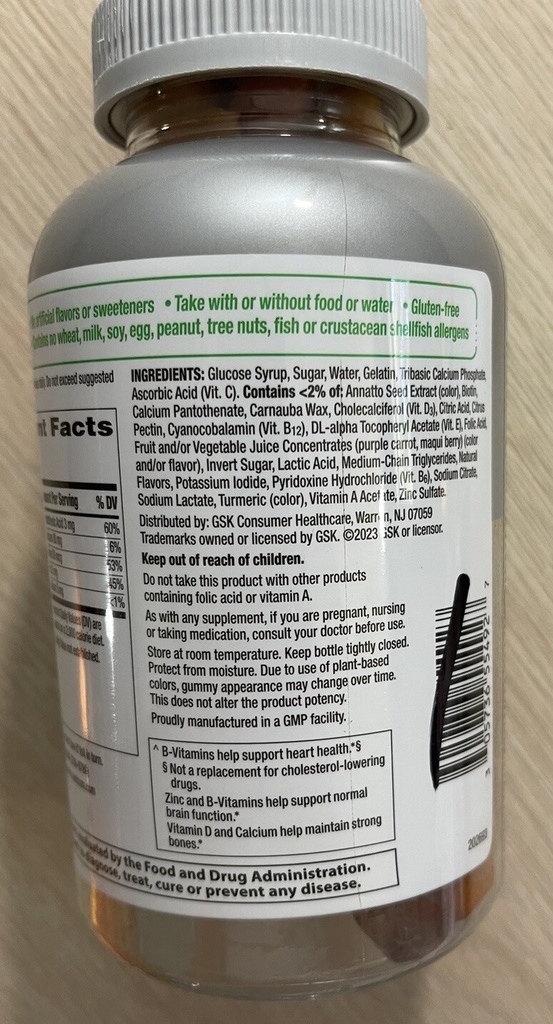 artificial flavors or sweeteners • Take with or without food or water • Gluten-free
no wheat, milk, soy, egg, peanut, tree nuts, fish or crustacean shellfish allergens
Do not exceed suggested
Facts
Per Serving % DV
60%
6%
53%
45%
<1%
INGREDIENTS: Glucose Syrup, Sugar, Water, Gelatin, Tribasic Calcium Phosphate,
Ascorbic Acid (Vit. C). Contains <2% of: Annatto Seed Extract (color), Biotin,
Calcium Pantothenate, Carnauba Wax, Cholecalciferol (Vit. D3), Citric Acid, Citrus
Pectin, Cyanocobalamin (Vit. B12), DL-alpha Tocopheryl Acetate (Vit. E), Folic Acid,
Fruit and/or Vegetable Juice Concentrates (purple carrot, maqui berry) (color
and/or flavor), Invert Sugar, Lactic Acid, Medium-Chain Triglycerides, Natural
Flavors, Potassium Iodide, Pyridoxine Hydrochloride (Vit. B6), Sodium Citrate,
Sodium Lactate, Turmeric (color), Vitamin A Acetate, Zinc Sulfate.
Distributed by: GSK Consumer Healthcare, Warren, NJ 07059
Trademarks owned or licensed by GSK. ©2023 GSK or licensor.
Keep out of reach of children.
Do not take this product with other products
containing folic acid or vitamin A.
As with any supplement, if you are pregnant, nursing
or taking medication, consult your doctor before use.
Store at room temperature. Keep bottle tightly closed.
Protect from moisture. Due to use of plant-based
colors, gummy appearance may change over time.
This does not alter the product potency.
Proudly manufactured in a GMP facility.
^ B-Vitamins help support heart health.*§
§ Not a replacement for cholesterol-lowering
drugs.
Zinc and B-Vitamins help support normal
brain function.*
Vitamin D and Calcium help maintain strong
bones.*
by the Food and Drug Administration.
diagnose, treat, cure or prevent any disease.